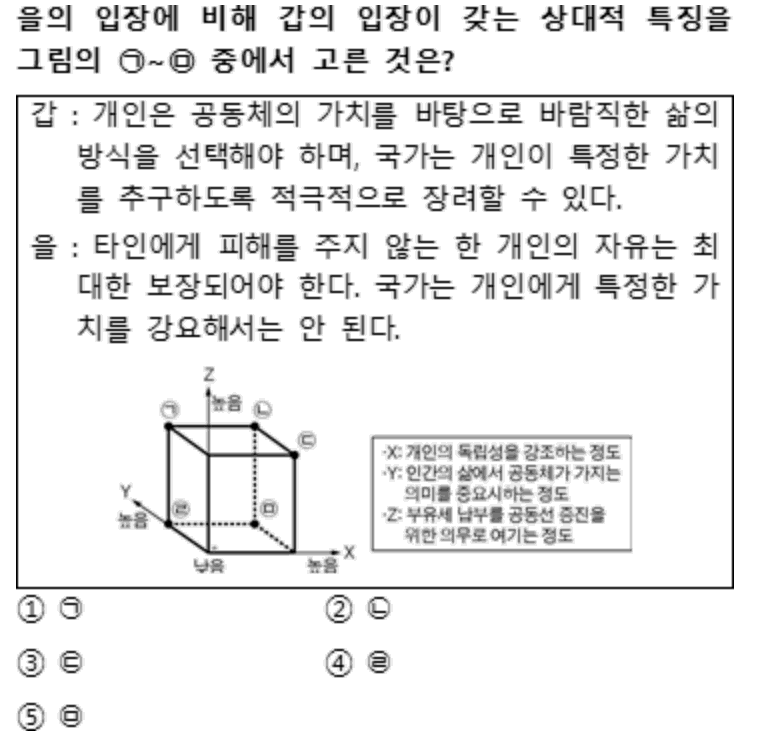 을의 입장에 비해 갑의 입장이 갖는 상대적 특징을
그림의 ㉠~㉤ 중에서 고른 것은?
갑 : 개인은 공동체의 가치를 바탕으로 바람직한 삶의
방식을 선택해야 하며, 국가는 개인이 특정한 가치
를 추구하도록 적극적으로 장려할 수 있다.
을 : 타인에게 피해를 주지 않는 한 개인의 자유는 최
대한 보장되어야 한다. 국가는 개인에게 특정한 가
치를 강요해서는 안 된다.
Z
높음
㉠ ㉡
㉢
Y
높음
㉣ ㉤
X
낮음 높음
·X: 개인의 독립성을 강조하는 정도
·Y: 인간의 삶에서 공동체가 가지는
의미를 중요시하는 정도
·Z: 부유세 납부를 공동선 증진을
위한 의무로 여기는 정도
① ㉠ ② ㉡
③ ㉢ ④ ㉣
⑤ ㉤